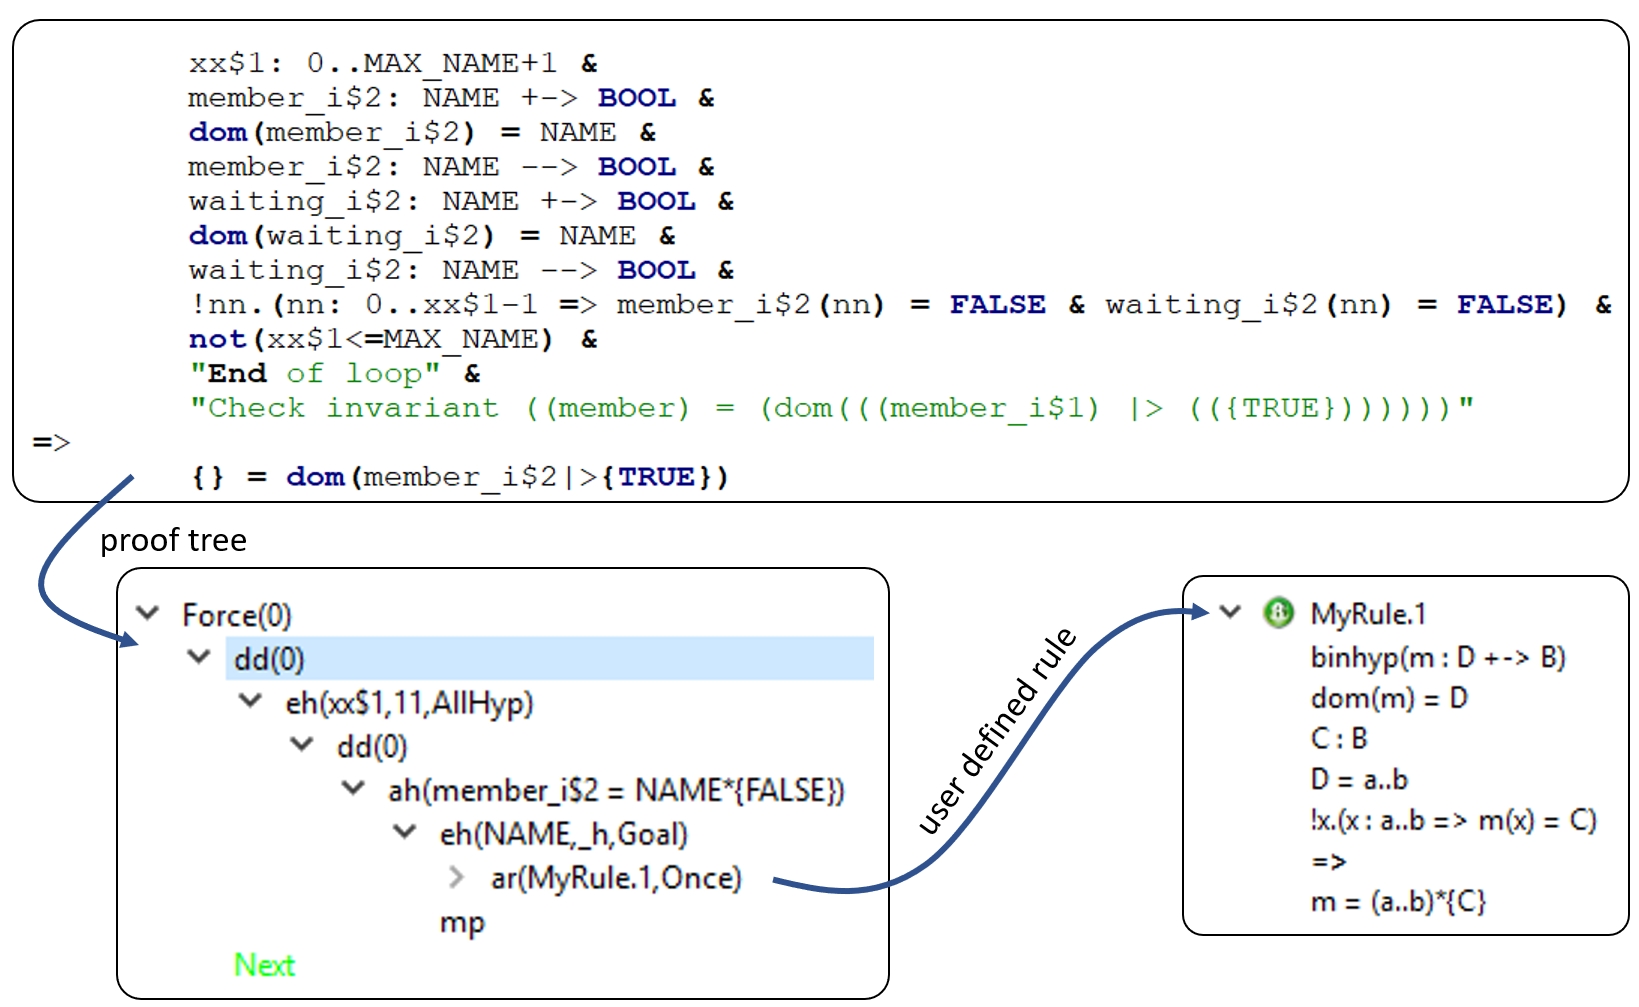 xx$1: 0..MAX_NAME+1 &
member_i$2: NAME +-> BOOL &
dom(member_i$2) = NAME &
member_i$2: NAME --> BOOL &
waiting_i$2: NAME +-> BOOL &
dom(waiting_i$2) = NAME &
waiting_i$2: NAME --> BOOL &
!nn.(nn: 0..xx$1-1 => member_i$2(nn) = FALSE & waiting_i$2(nn) = FALSE) &
not(xx$1<=MAX_NAME) &
"End of loop" &
"Check invariant ((member) = (dom(((member_i$1) |> (({TRUE}))))))"
=>
{} = dom(member_i$2|>{TRUE})
proof tree
Force(0)
dd(0)
eh(xx$1,11,AllHyp)
dd(0)
ah(member_i$2 = NAME*{FALSE})
eh(NAME,_h,Goal)
ar(MyRule.1,Once)
mp
Next
user defined rule
MyRule.1
binhyp(m : D +-> B)
dom(m) = D
C : B
D = a..b
!x.(x : a..b => m(x) = C)
=>
m = (a..b)*{C}